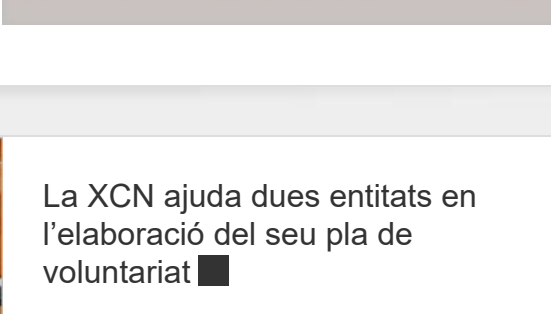 La XCN ajuda dues entitats en
l’elaboració del seu pla de
voluntariat